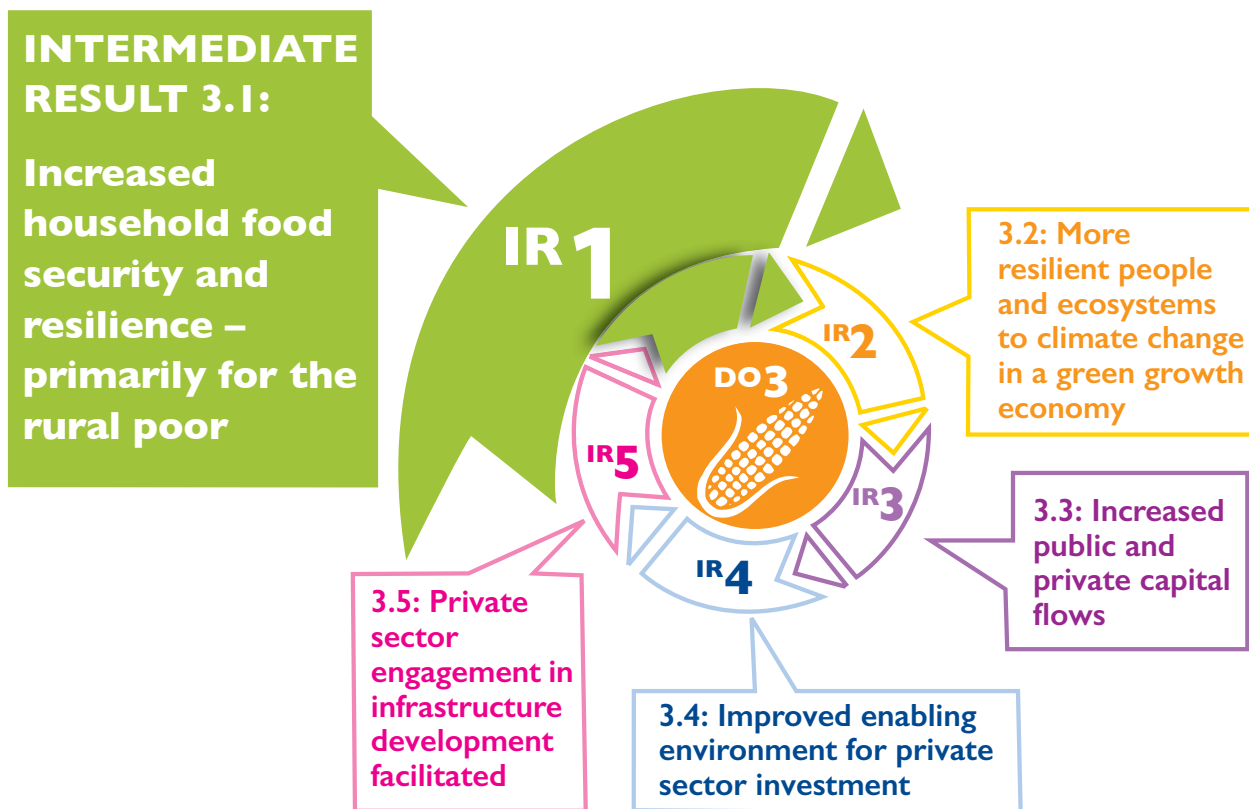 INTERMEDIATE
RESULT 3.1:
Increased
household food
security and
resilience –
primarily for the
rural poor
IR1
DO3
IR2
IR3
IR4
IR5
3.2: More
resilient people
and ecosystems
to climate change
in a green growth
economy
3.3: Increased
public and
private capital
flows
3.4: Improved enabling
environment for private
sector investment
3.5: Private
sector
engagement in
infrastructure
development
facilitated